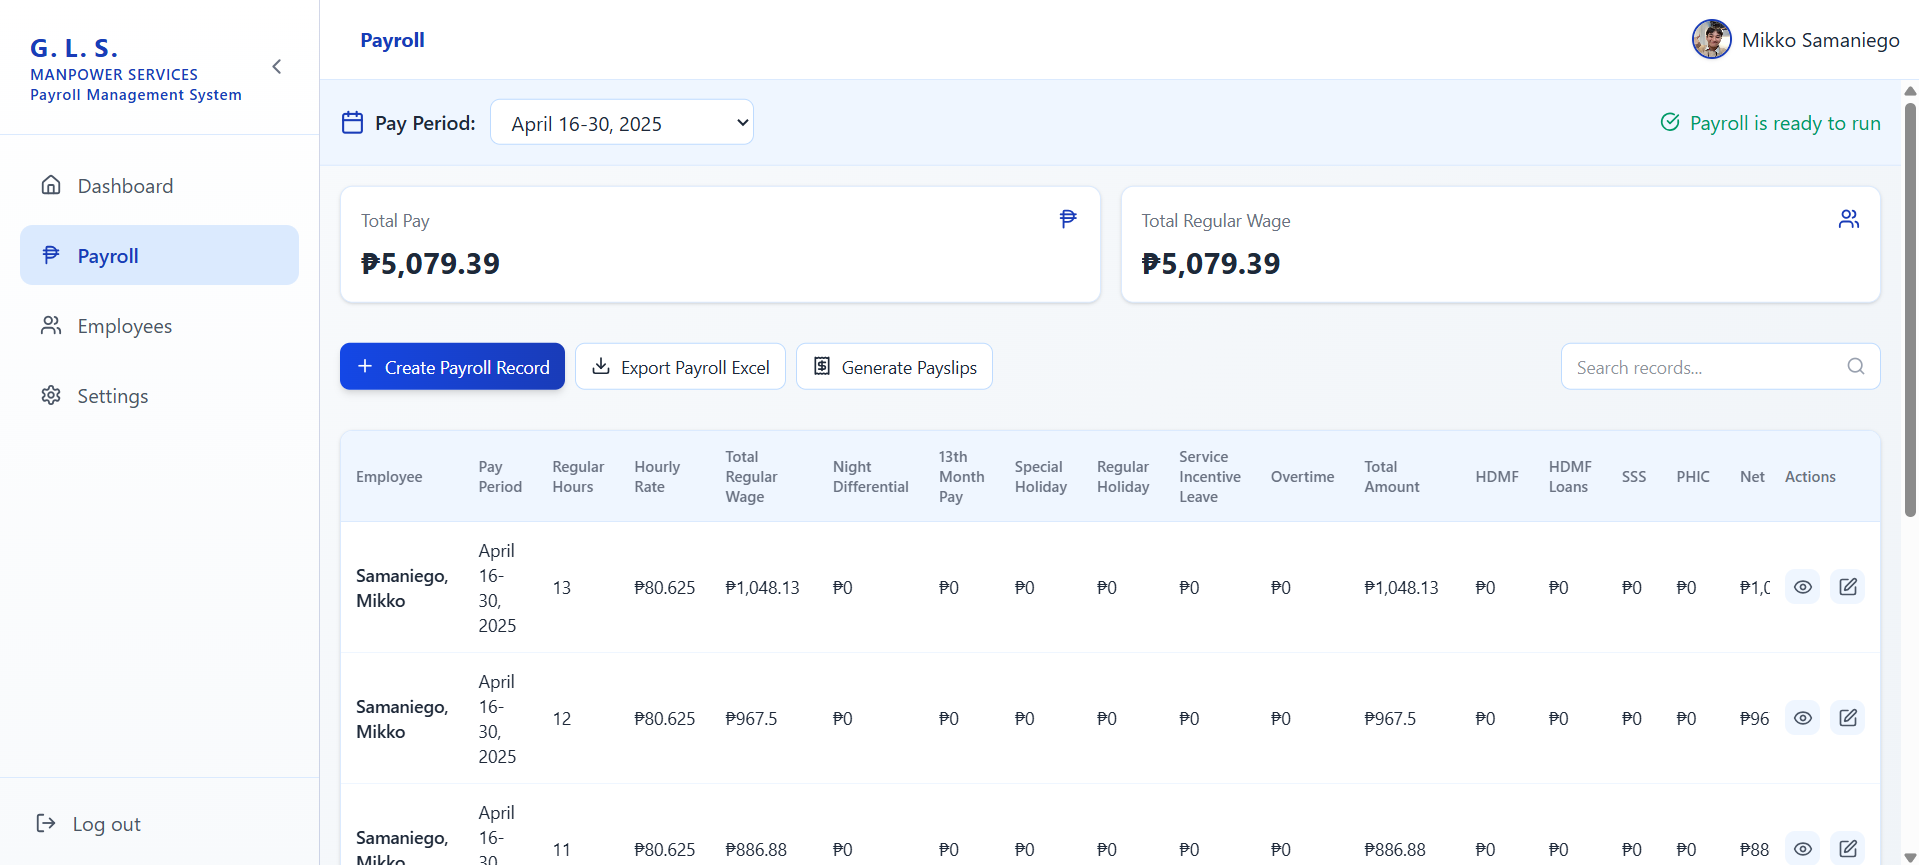 G. L. S.
MANPOWER SERVICES
Payroll Management System
Dashboard
Payroll
Employees
Settings
Log out
Payroll
Mikko Samaniego
Pay Period:
April 16-30, 2025
Payroll is ready to run
Total Pay
₱5,079.39
Total Regular Wage
₱5,079.39
Create Payroll Record
Export Payroll Excel
Generate Payslips
Search records...
Employee
Pay
Period
Regular
Hours
Hourly
Rate
Total
Regular
Wage
Night
Differential
13th
Month
Pay
Special
Holiday
Regular
Holiday
Service
Incentive
Leave
Overtime
Total
Amount
HDMF
HDMF
Loans
SSS
PHIC
Net
Actions
Samaniego,
Mikko
April
16-
30,
2025
13
₱80.625
₱1,048.13
₱0
₱0
₱0
₱0
₱0
₱0
₱1,048.13
₱0
₱0
₱0
₱0
₱1,0
Samaniego,
Mikko
April
16-
30,
2025
12
₱80.625
₱967.5
₱0
₱0
₱0
₱0
₱0
₱0
₱967.5
₱0
₱0
₱0
₱0
₱96
Samaniego,
Mikko
April
16-
30,
11
₱80.625
₱886.88
₱0
₱0
₱0
₱0
₱0
₱0
₱886.88
₱0
₱0
₱0
₱0
₱88